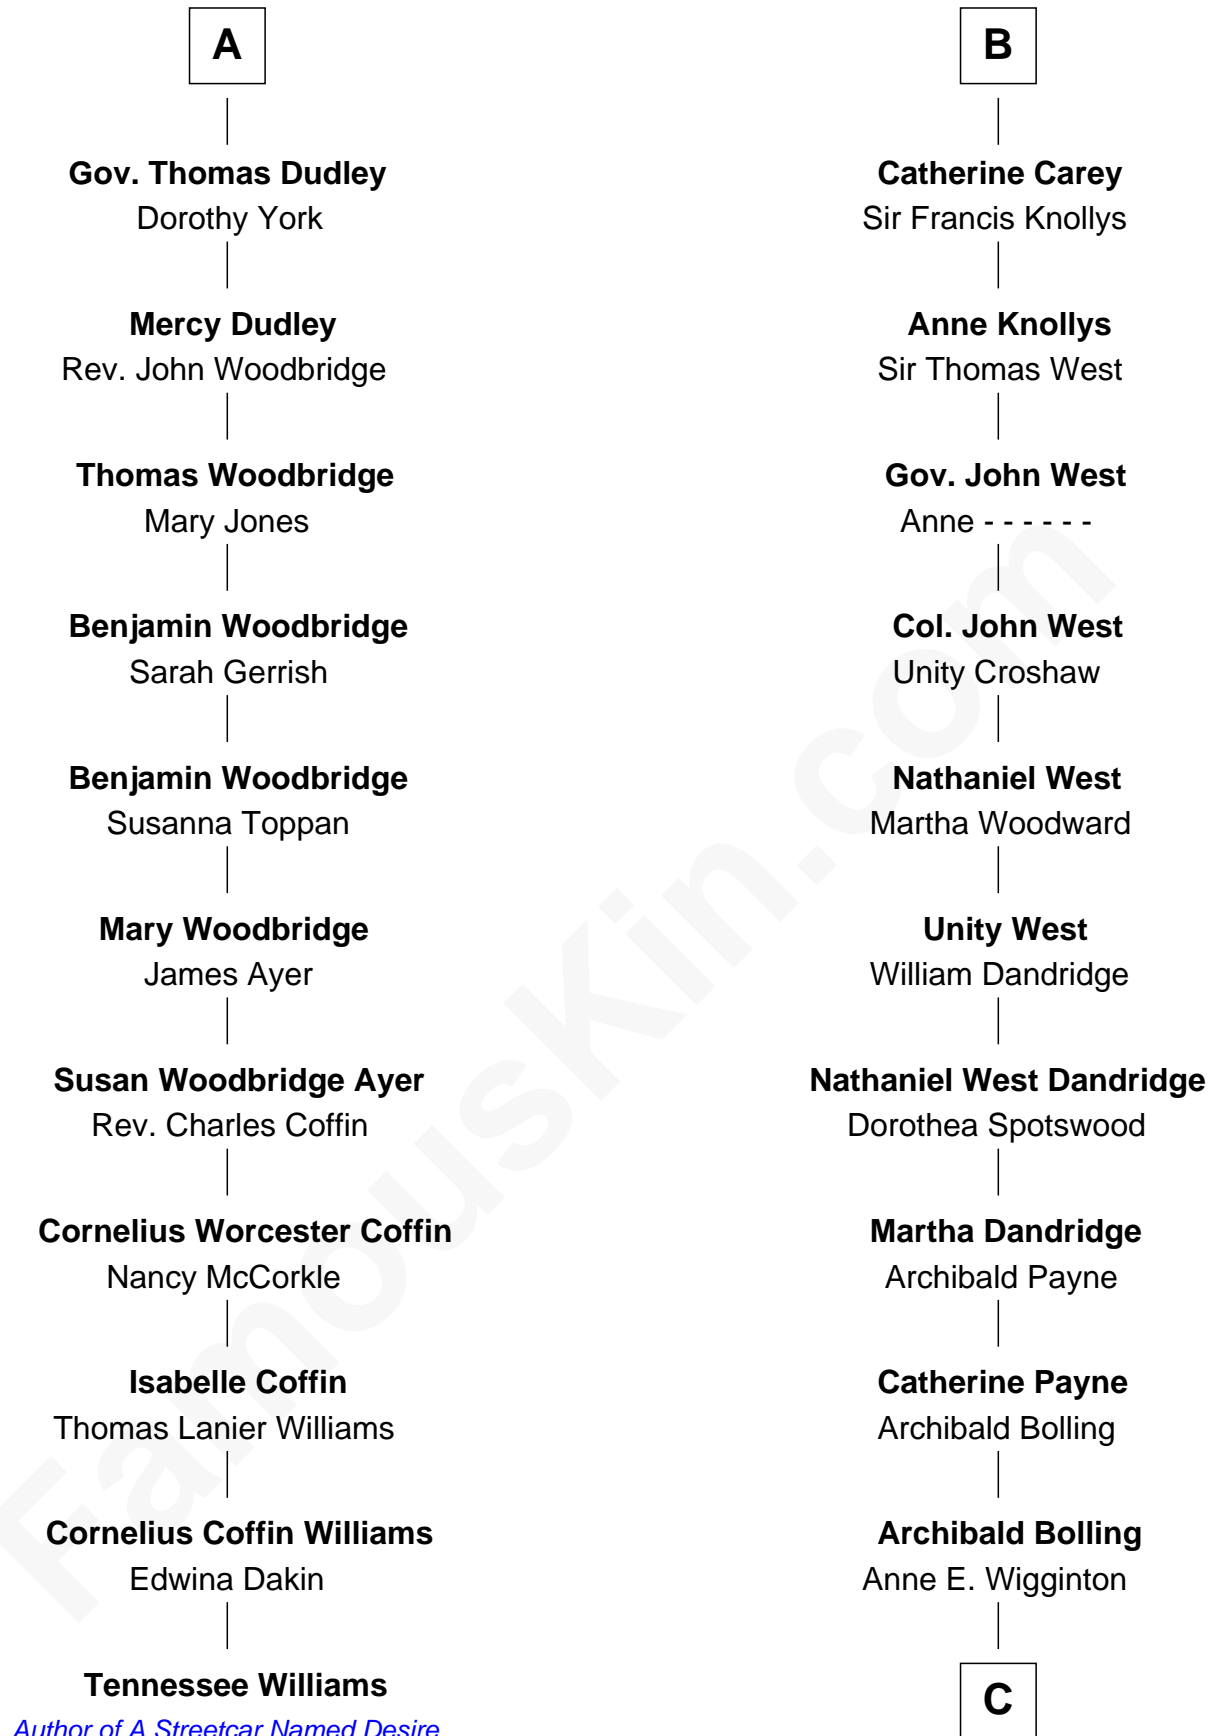 A
Gov. Thomas Dudley
Dorothy York
Mercy Dudley
Rev. John Woodbridge
Thomas Woodbridge
Mary Jones
Benjamin Woodbridge
Sarah Gerrish
Benjamin Woodbridge
Susanna Toppan
Mary Woodbridge
James Ayer
Susan Woodbridge Ayer
Rev. Charles Coffin
Cornelius Worcester Coffin
Nancy McCorkle
Isabelle Coffin
Thomas Lanier Williams
Cornelius Coffin Williams
Edwina Dakin
Tennessee Williams
Author of A Streetcar Named Desire
B
Catherine Carey
Sir Francis Knollys
Anne Knollys
Sir Thomas West
Gov. John West
Anne - - - - - -
Col. John West
Unity Croshaw
Nathaniel West
Martha Woodward
Unity West
William Dandridge
Nathaniel West Dandridge
Dorothea Spotswood
Martha Dandridge
Archibald Payne
Catherine Payne
Archibald Bolling
Archibald Bolling
Anne E. Wigginton
C
FamousKin.com